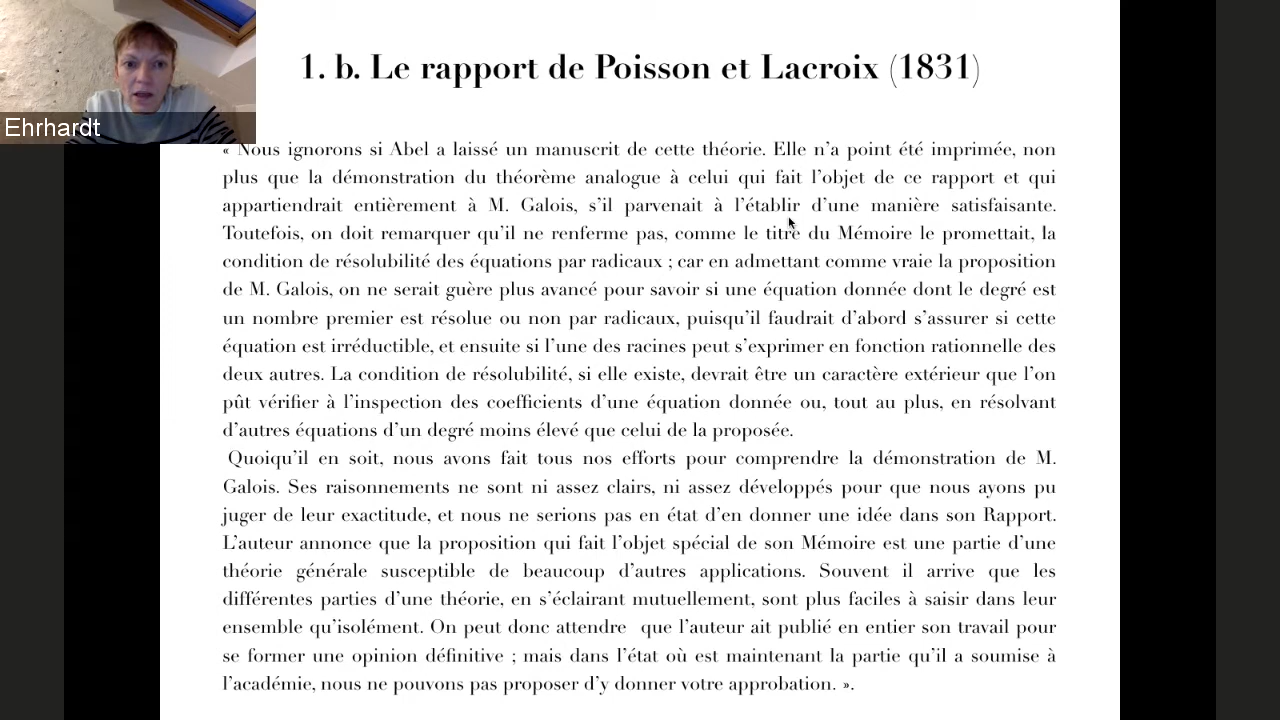 1. b. Le rapport de Poisson et Lacroix (1831)
Ehrhardt
« Nous ignorons si Abel a laissé un manuscrit de cette théorie. Elle n’a point été imprimée, non
plus que la démonstration du théorème analogue à celui qui fait l’objet de ce rapport et qui
appartiendrait entièrement à M. Galois, s’il parvenait à l’établir d’une manière satisfaisante.
Toutefois, on doit remarquer qu’il ne renferme pas, comme le titre du Mémoire le promettait, la
condition de résolubilité des équations par radicaux ; car en admettant comme vraie la proposition
de M. Galois, on ne serait guère plus avancé pour savoir si une équation donnée dont le degré est
un nombre premier est résolue ou non par radicaux, puisqu’il faudrait d’abord s’assurer si cette
équation est irréductible, et ensuite si l’une des racines peut s’exprimer en fonction rationnelle des
deux autres. La condition de résolubilité, si elle existe, devrait être un caractère extérieur que l’on
pût vérifier à l’inspection des coefficients d’une équation donnée ou, tout au plus, en résolvant
d’autres équations d’un degré moins élevé que celui de la proposée.
Quoiqu’il en soit, nous avons fait tous nos efforts pour comprendre la démonstration de M.
Galois. Ses raisonnements ne sont ni assez clairs, ni assez développés pour que nous ayons pu
juger de leur exactitude, et nous ne serions pas en état d’en donner une idée dans son Rapport.
L’auteur annonce que la proposition qui fait l’objet spécial de son Mémoire est une partie d’une
théorie générale susceptible de beaucoup d’autres applications. Souvent il arrive que les
différentes parties d’une théorie, en s’éclairant mutuellement, sont plus faciles à saisir dans leur
ensemble qu’isolément. On peut donc attendre que l’auteur ait publié en entier son travail pour
se former une opinion définitive ; mais dans l’état où est maintenant la partie qu’il a soumise à
l’académie, nous ne pouvons pas proposer d’y donner votre approbation. ».